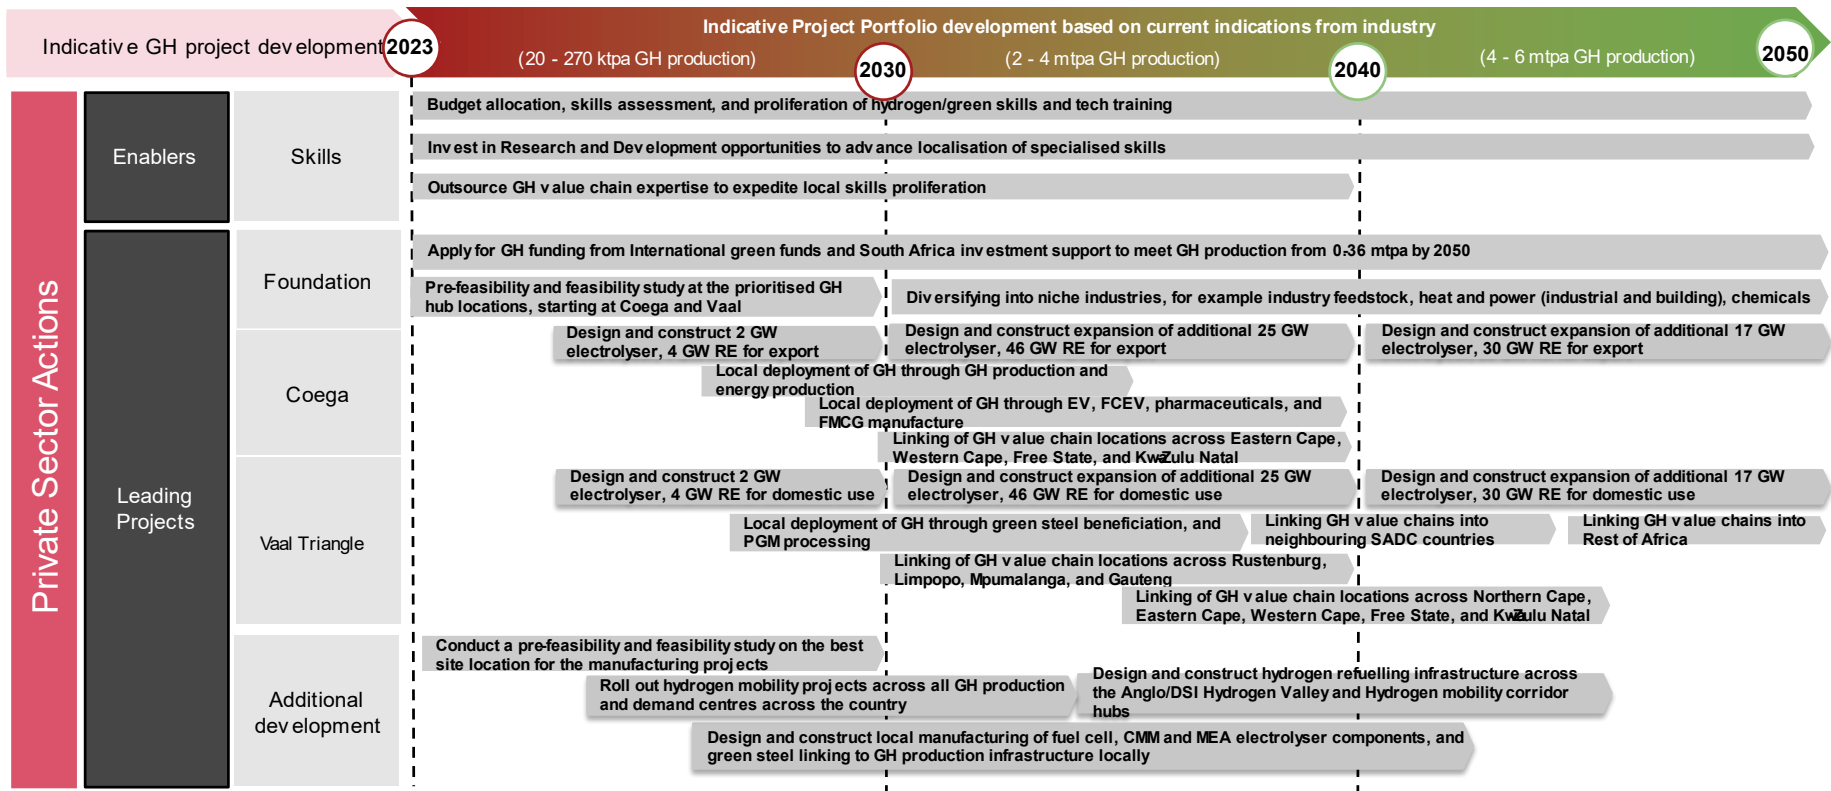 Indicative GH project development
2023
Indicative Project Portfolio development based on current indications from industry
(20 - 270 ktpa GH production)
2030
(2 - 4 mtpa GH production)
2040
(4 - 6 mtpa GH production)
2050
Private Sector Actions
Enablers
Skills
Budget allocation, skills assessment, and proliferation of hydrogen/green skills and tech training
Invest in Research and Development opportunities to advance localisation of specialised skills
Outsource GH value chain expertise to expedite local skills proliferation
Leading
Projects
Foundation
Apply for GH funding from International green funds and South Africa investment support to meet GH production from 0-36 mtpa by 2050
Pre-feasibility and feasibility study at the prioritised GH
hub locations, starting at Coega and Vaal
Diversifying into niche industries, for example industry feedstock, heat and power (industrial and building), chemicals
Coega
Design and construct 2 GW
electrolyser, 4 GW RE for export
Design and construct expansion of additional 25 GW
electrolyser, 46 GW RE for export
Design and construct expansion of additional 17 GW
electrolyser, 30 GW RE for export
Local deployment of GH through GH production and
energy production
Local deployment of GH through EV, FCEV, pharmaceuticals, and
FMCG manufacture
Linking of GH value chain locations across Eastern Cape,
Western Cape, Free State, and Kwa-Zulu Natal
Vaal Triangle
Design and construct 2 GW
electrolyser, 4 GW RE for domestic use
Design and construct expansion of additional 25 GW
electrolyser, 46 GW RE for domestic use
Design and construct expansion of additional 17 GW
electrolyser, 30 GW RE for domestic use
Local deployment of GH through green steel beneficiation, and
PGM processing
Linking GH value chains into
neighbouring SADC countries
Linking GH value chains into
Rest of Africa
Linking of GH value chain locations across Rustenburg,
Limpopo, Mpumalanga, and Gauteng
Linking of GH value chain locations across Northern Cape,
Eastern Cape, Western Cape, Free State, and Kwa-Zulu Natal
Additional
development
Conduct a pre-feasibility and feasibility study on the best
site location for the manufacturing projects
Roll out hydrogen mobility projects across all GH production
and demand centres across the country
Design and construct hydrogen refuelling infrastructure across
the Anglo/DSI Hydrogen Valley and Hydrogen mobility corridor
hubs
Design and construct local manufacturing of fuel cell, CMM and MEA electrolyser components, and
green steel linking to GH production infrastructure locally